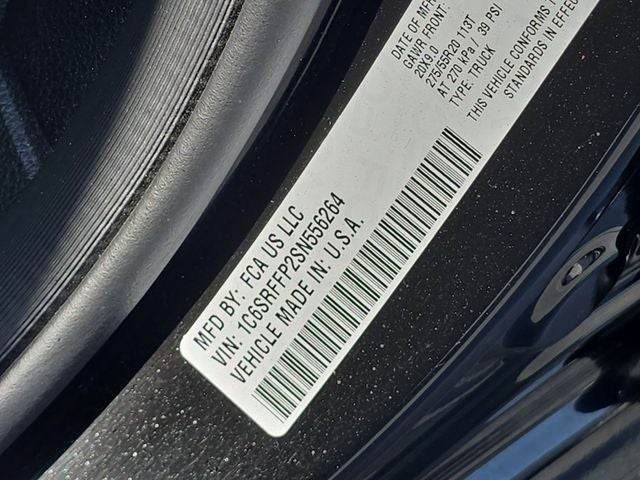 MFD BY: FCA US LLC
VIN: 1C6SRFFP2SN556264
VEHICLE MADE IN: U.S.A.
DATE OF MFR
GAWR FRONT:
20X9.0
275/55R20 113T
AT 270 kPa / 39 PSI
TYPE: TRUCK
THIS VEHICLE CONFORMS TO
STANDARDS IN EFFECT